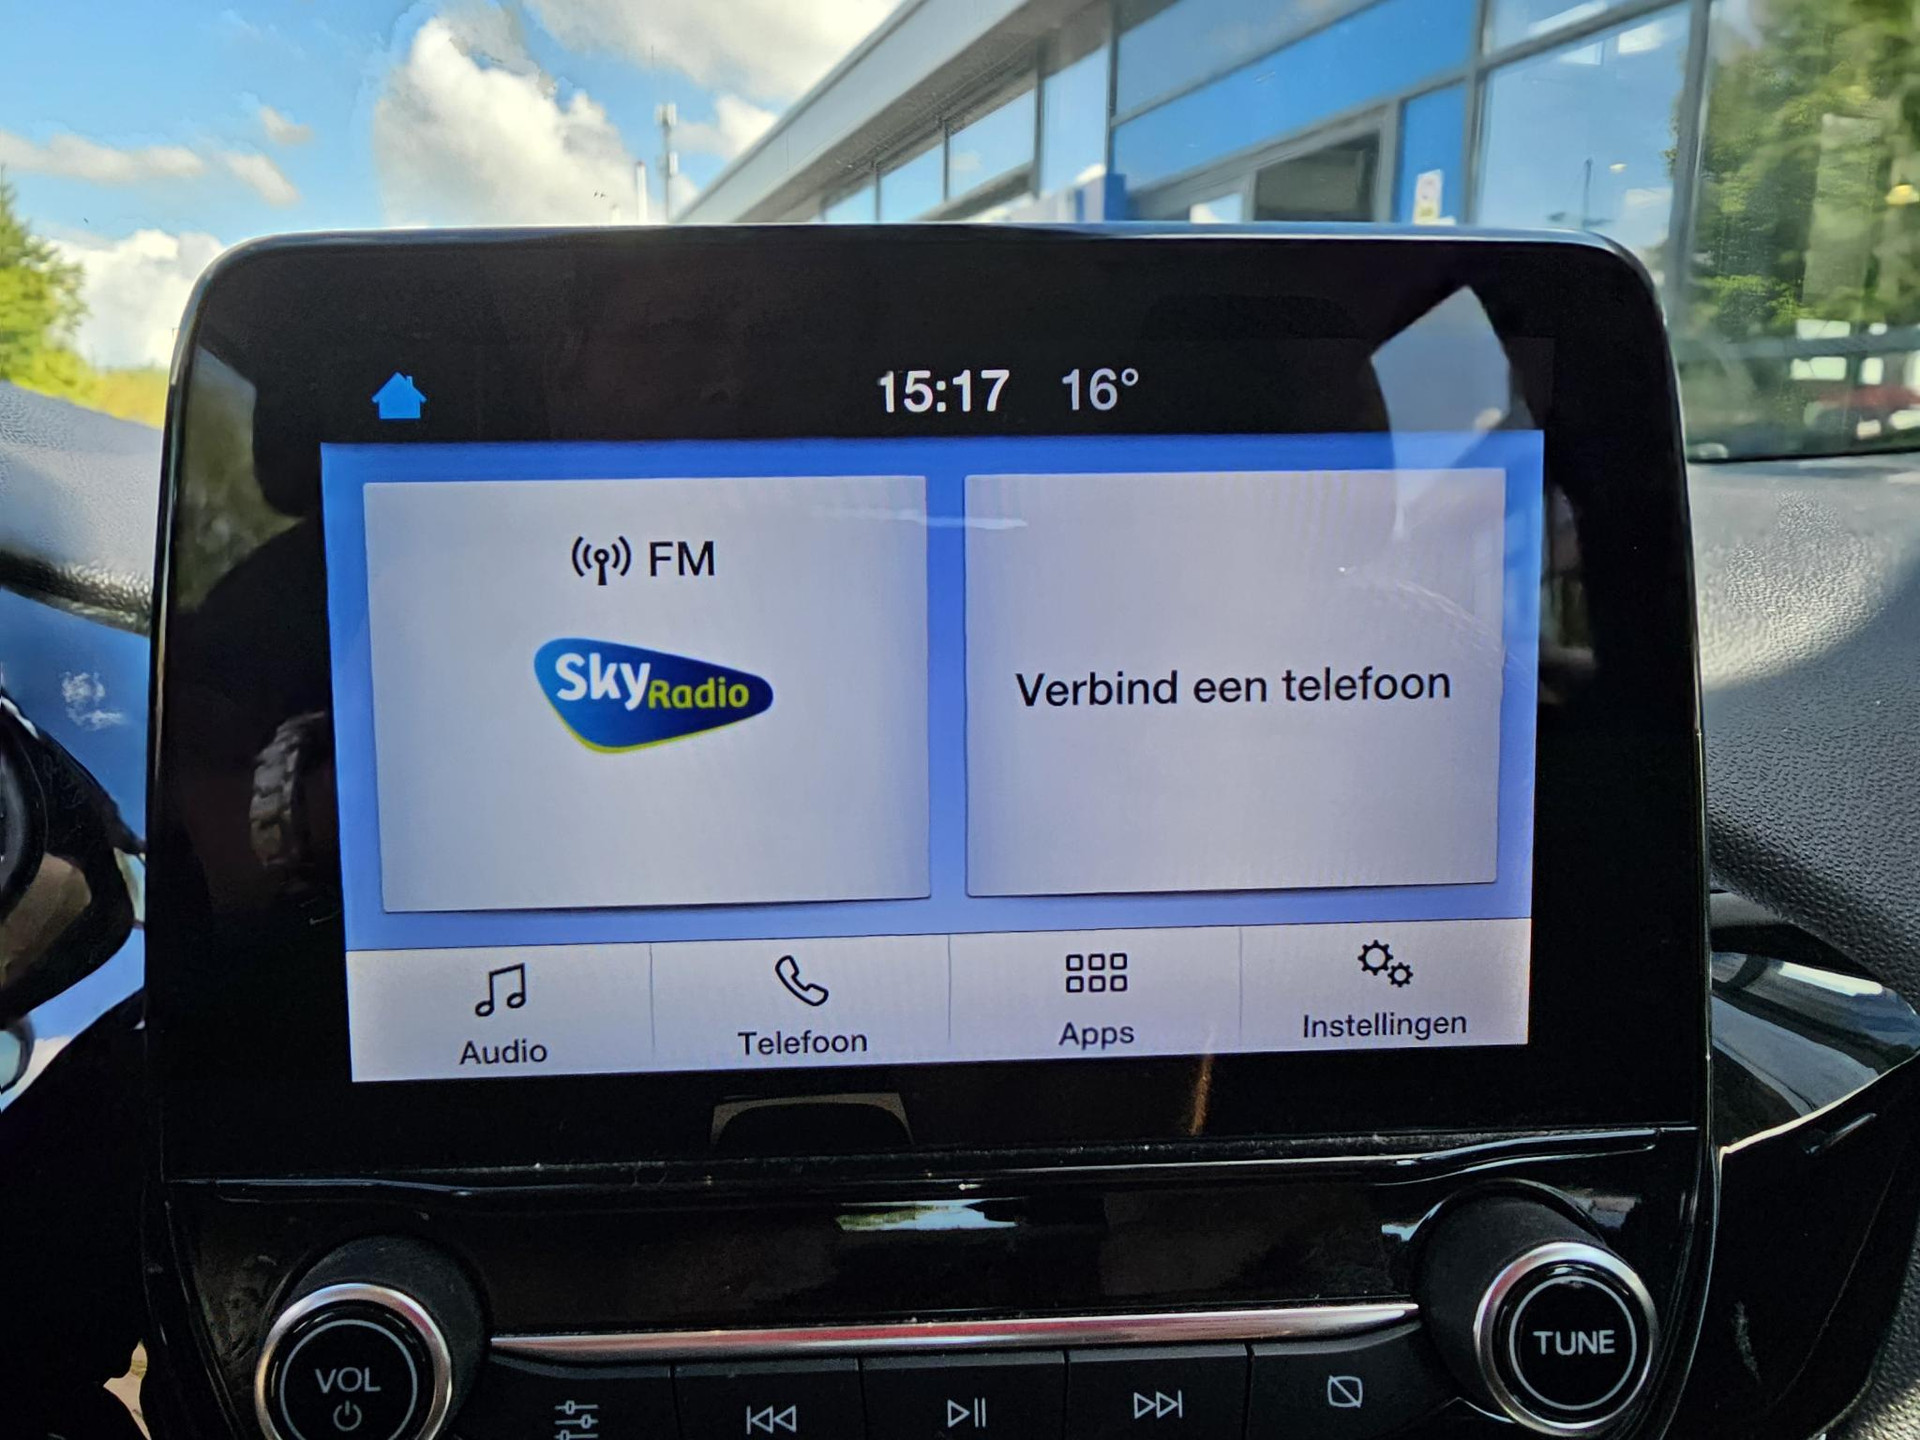 15:17 16°
FM
Sky Radio
Verbind een telefoon
Audio
Telefoon
Apps
Instellingen
VOL
TUNE